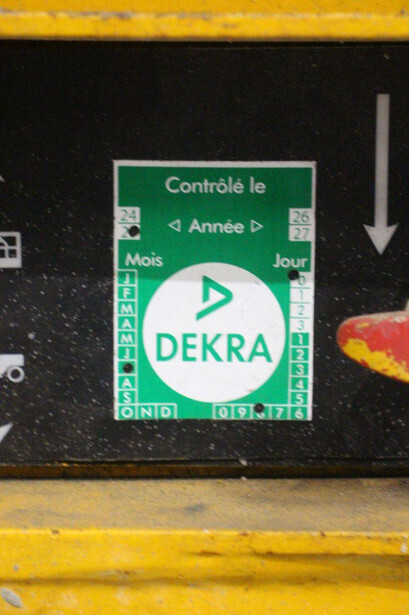 Contrôlé le
24 26
2 ◁ Année ▷ 27
Mois Jour
J 0
F 1
M 2
A 3
M 1
J 2
3
A 4
S 5
O N D 0 9 7 6
DEKRA